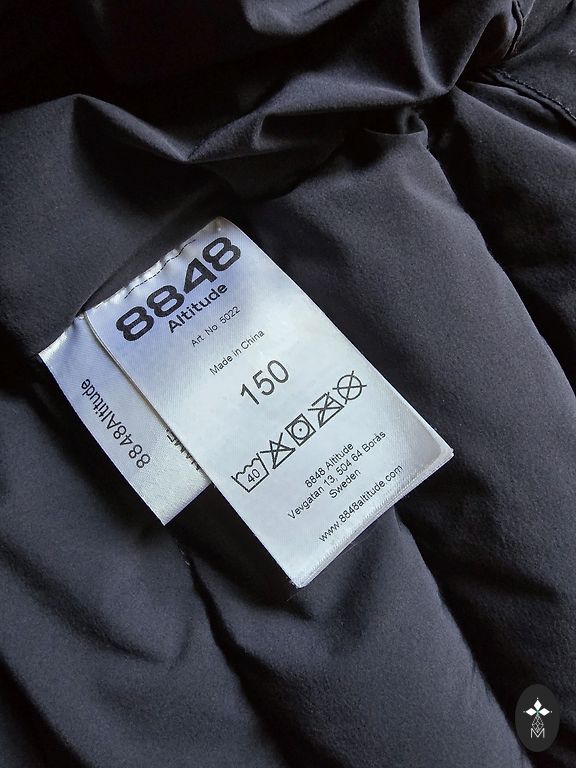 8848
Altitude
Art. No. 5022
Made in China
150
40
8848 Altitude
Vevgatan 13, 504 64 Borås
Sweden
www.8848altitude.com
8848Altitude
M